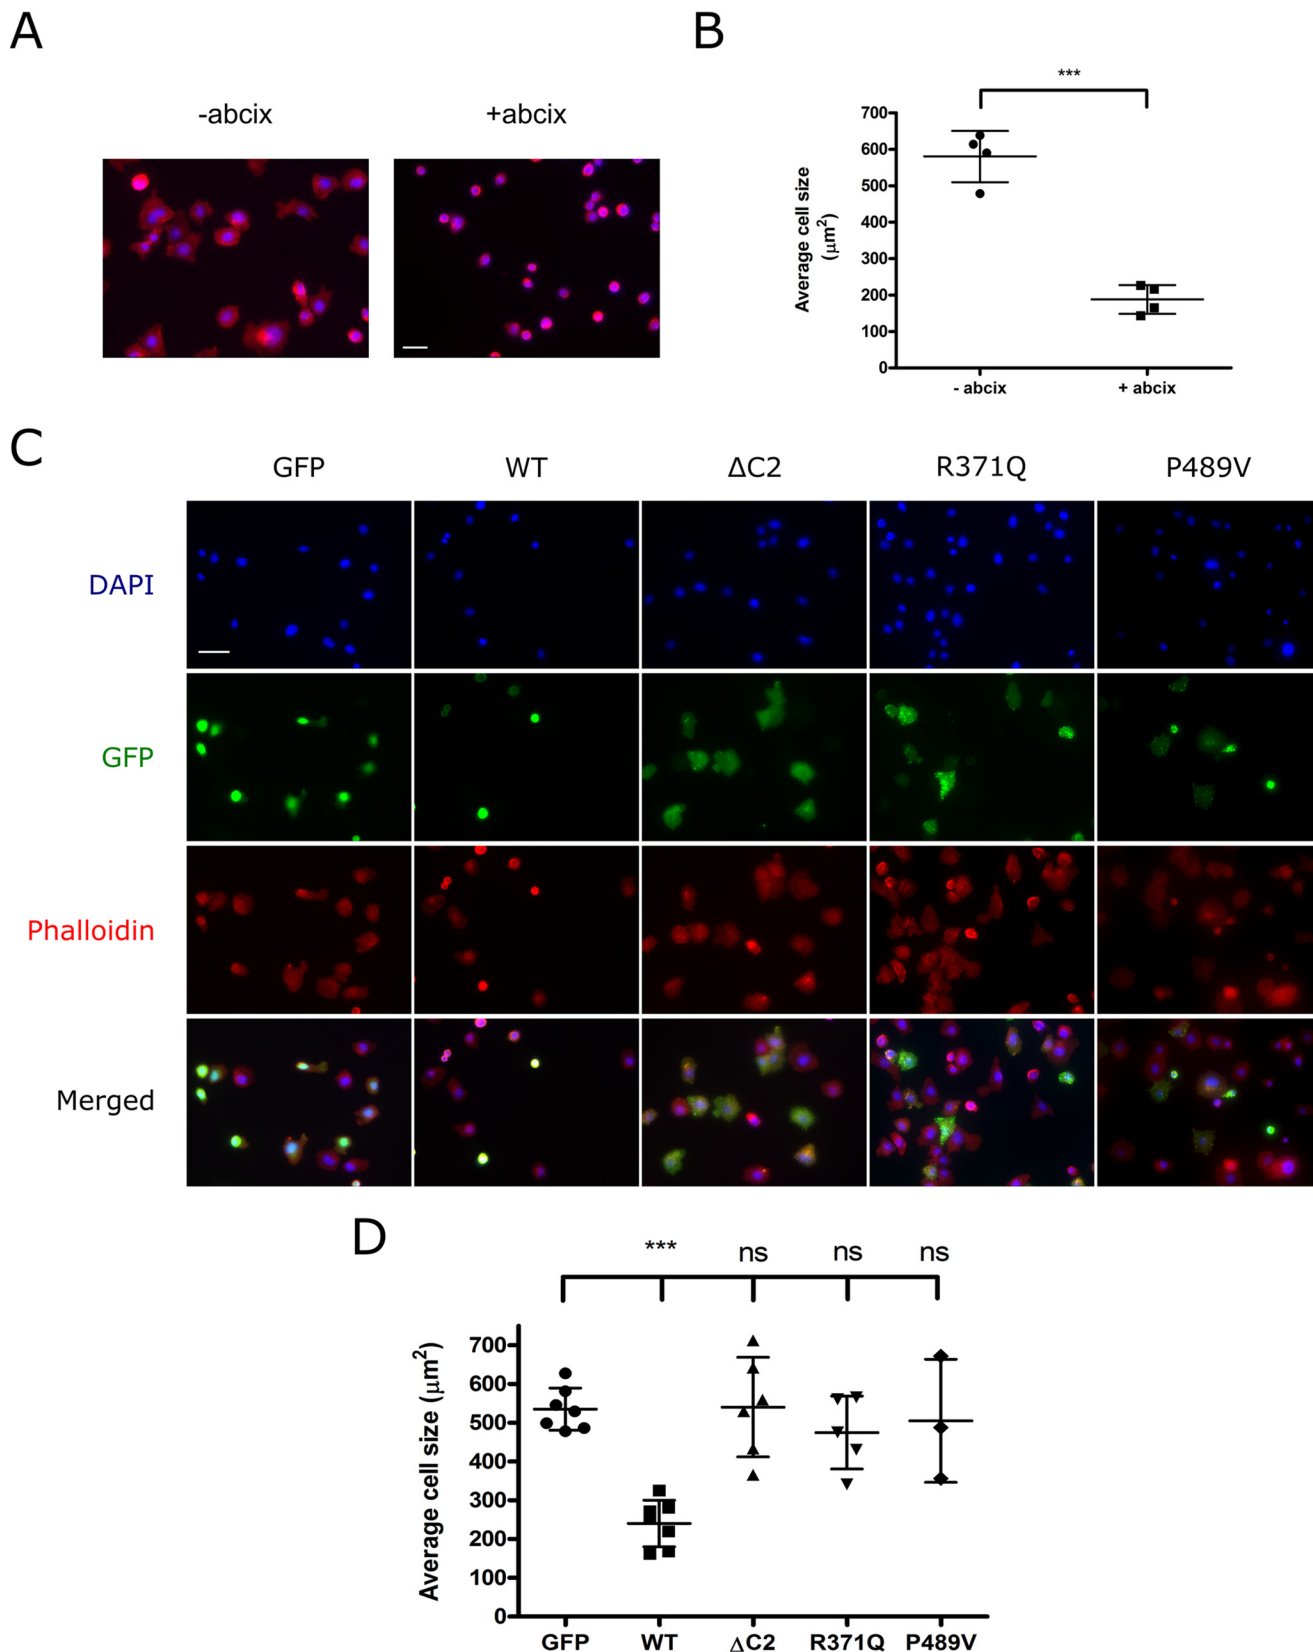 A
B
-abcix
+abcix
***
700
600
500
400
300
200
100
0
Average cell size
(μm²)
- abcix
+ abcix
C
GFP
WT
ΔC2
R371Q
P489V
DAPI
GFP
Phalloidin
Merged
D
***
ns
ns
ns
700
600
500
400
300
200
100
0
Average cell size (μm²)
GFP
WT
ΔC2
R371Q
P489V